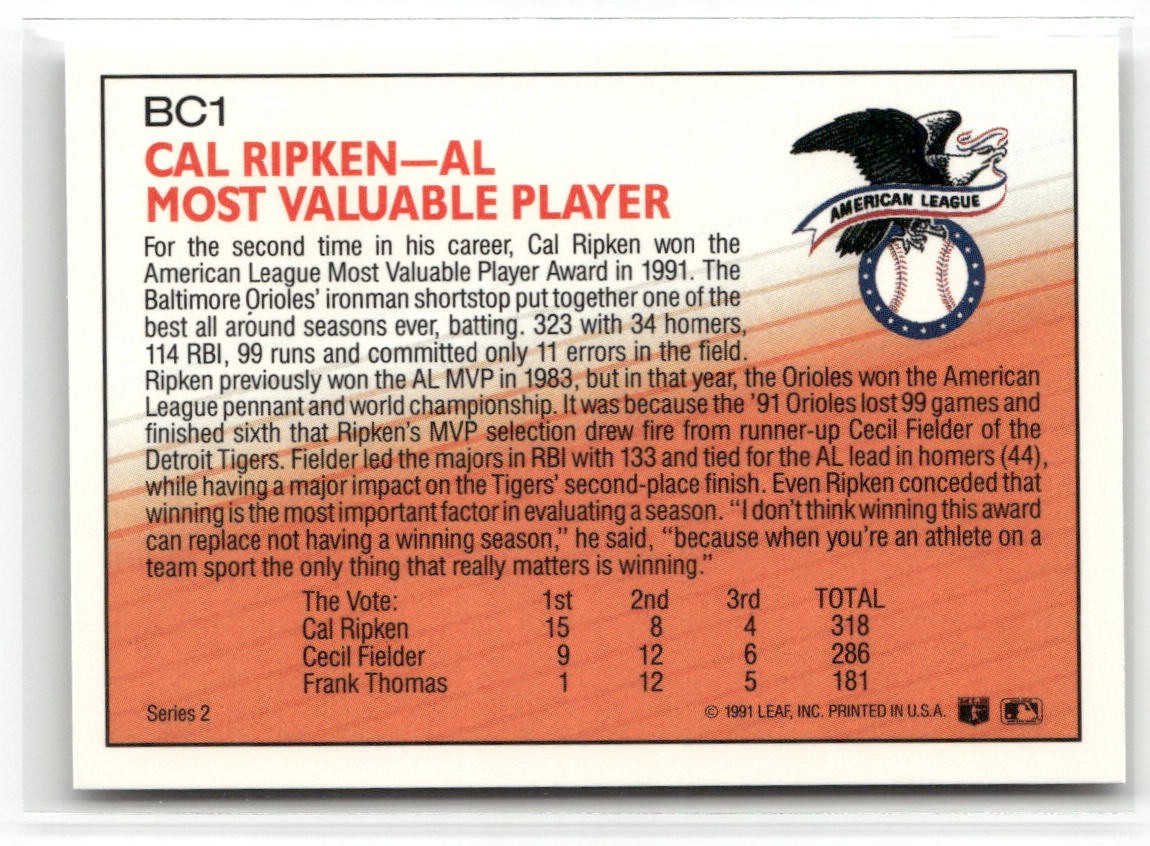 BC1
CAL RIPKEN—AL
MOST VALUABLE PLAYER
AMERICAN LEAGUE
For the second time in his career, Cal Ripken won the
American League Most Valuable Player Award in 1991. The
Baltimore Orioles' ironman shortstop put together one of the
best all around seasons ever, batting. 323 with 34 homers,
114 RBI, 99 runs and committed only 11 errors in the field.
Ripken previously won the AL MVP in 1983, but in that year, the Orioles won the American
League pennant and world championship. It was because the '91 Orioles lost 99 games and
finished sixth that Ripken's MVP selection drew fire from runner-up Cecil Fielder of the
Detroit Tigers. Fielder led the majors in RBI with 133 and tied for the AL lead in homers (44),
while having a major impact on the Tigers' second-place finish. Even Ripken conceded that
winning is the most important factor in evaluating a season. “I don't think winning this award
can replace not having a winning season,” he said, “because when you're an athlete on a
team sport the only thing that really matters is winning.”
The Vote: 1st 2nd 3rd TOTAL
Cal Ripken 15 8 4 318
Cecil Fielder 9 12 6 286
Frank Thomas 1 12 5 181
Series 2 © 1991 LEAF, INC. PRINTED IN U.S.A.